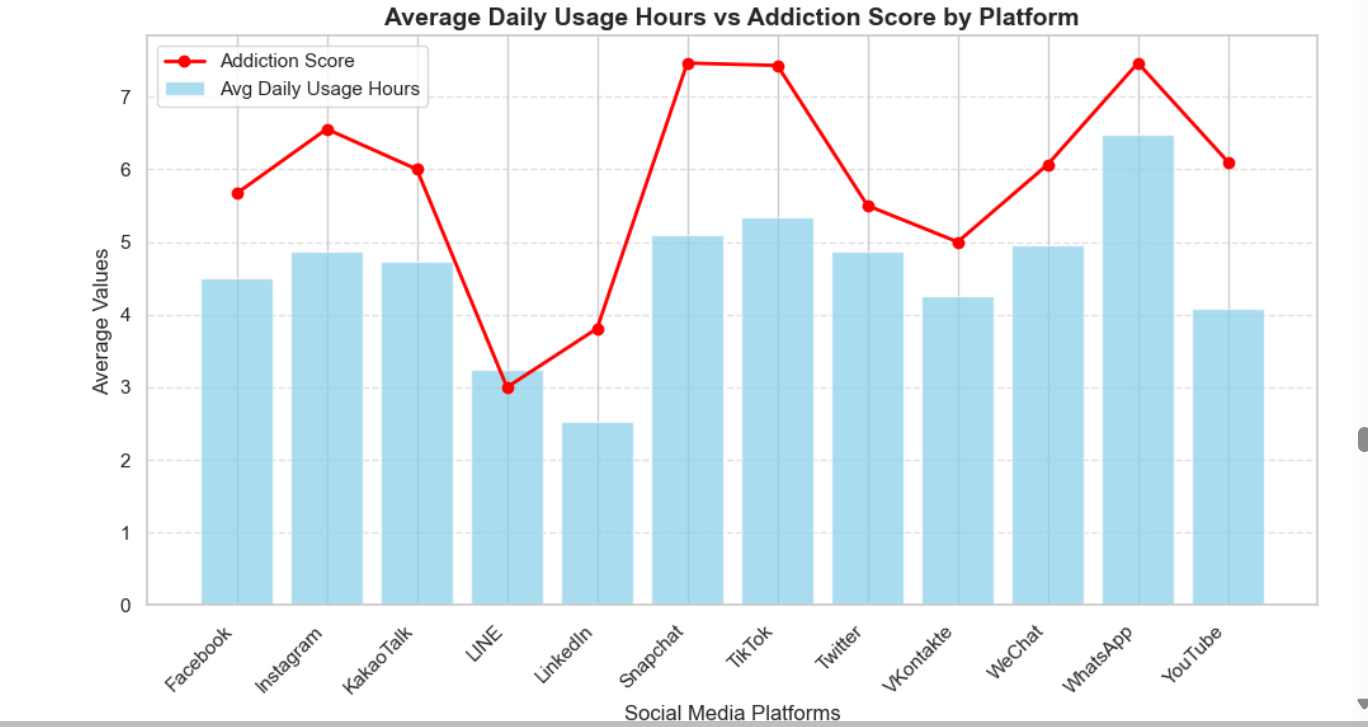 Average Daily Usage Hours vs Addiction Score by Platform
Addiction Score
Avg Daily Usage Hours
Average Values
7
6
5
4
3
2
1
0
Facebook
Instagram
KakaoTalk
LINE
LinkedIn
Snapchat
TikTok
Twitter
VKontakte
WeChat
WhatsApp
YouTube
Social Media Platforms